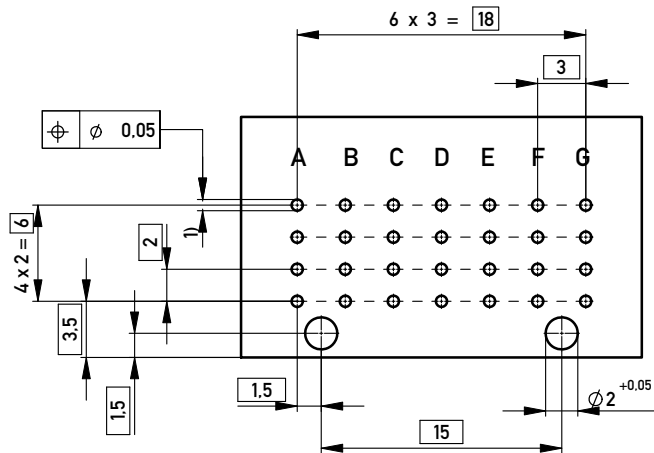 6 x 3 = 18
3
⌖ ⌀ 0,05
A B C D E F G
1)
4 x 2 = 6
2
3,5
1,5
1,5
⌀2 +0,05
15